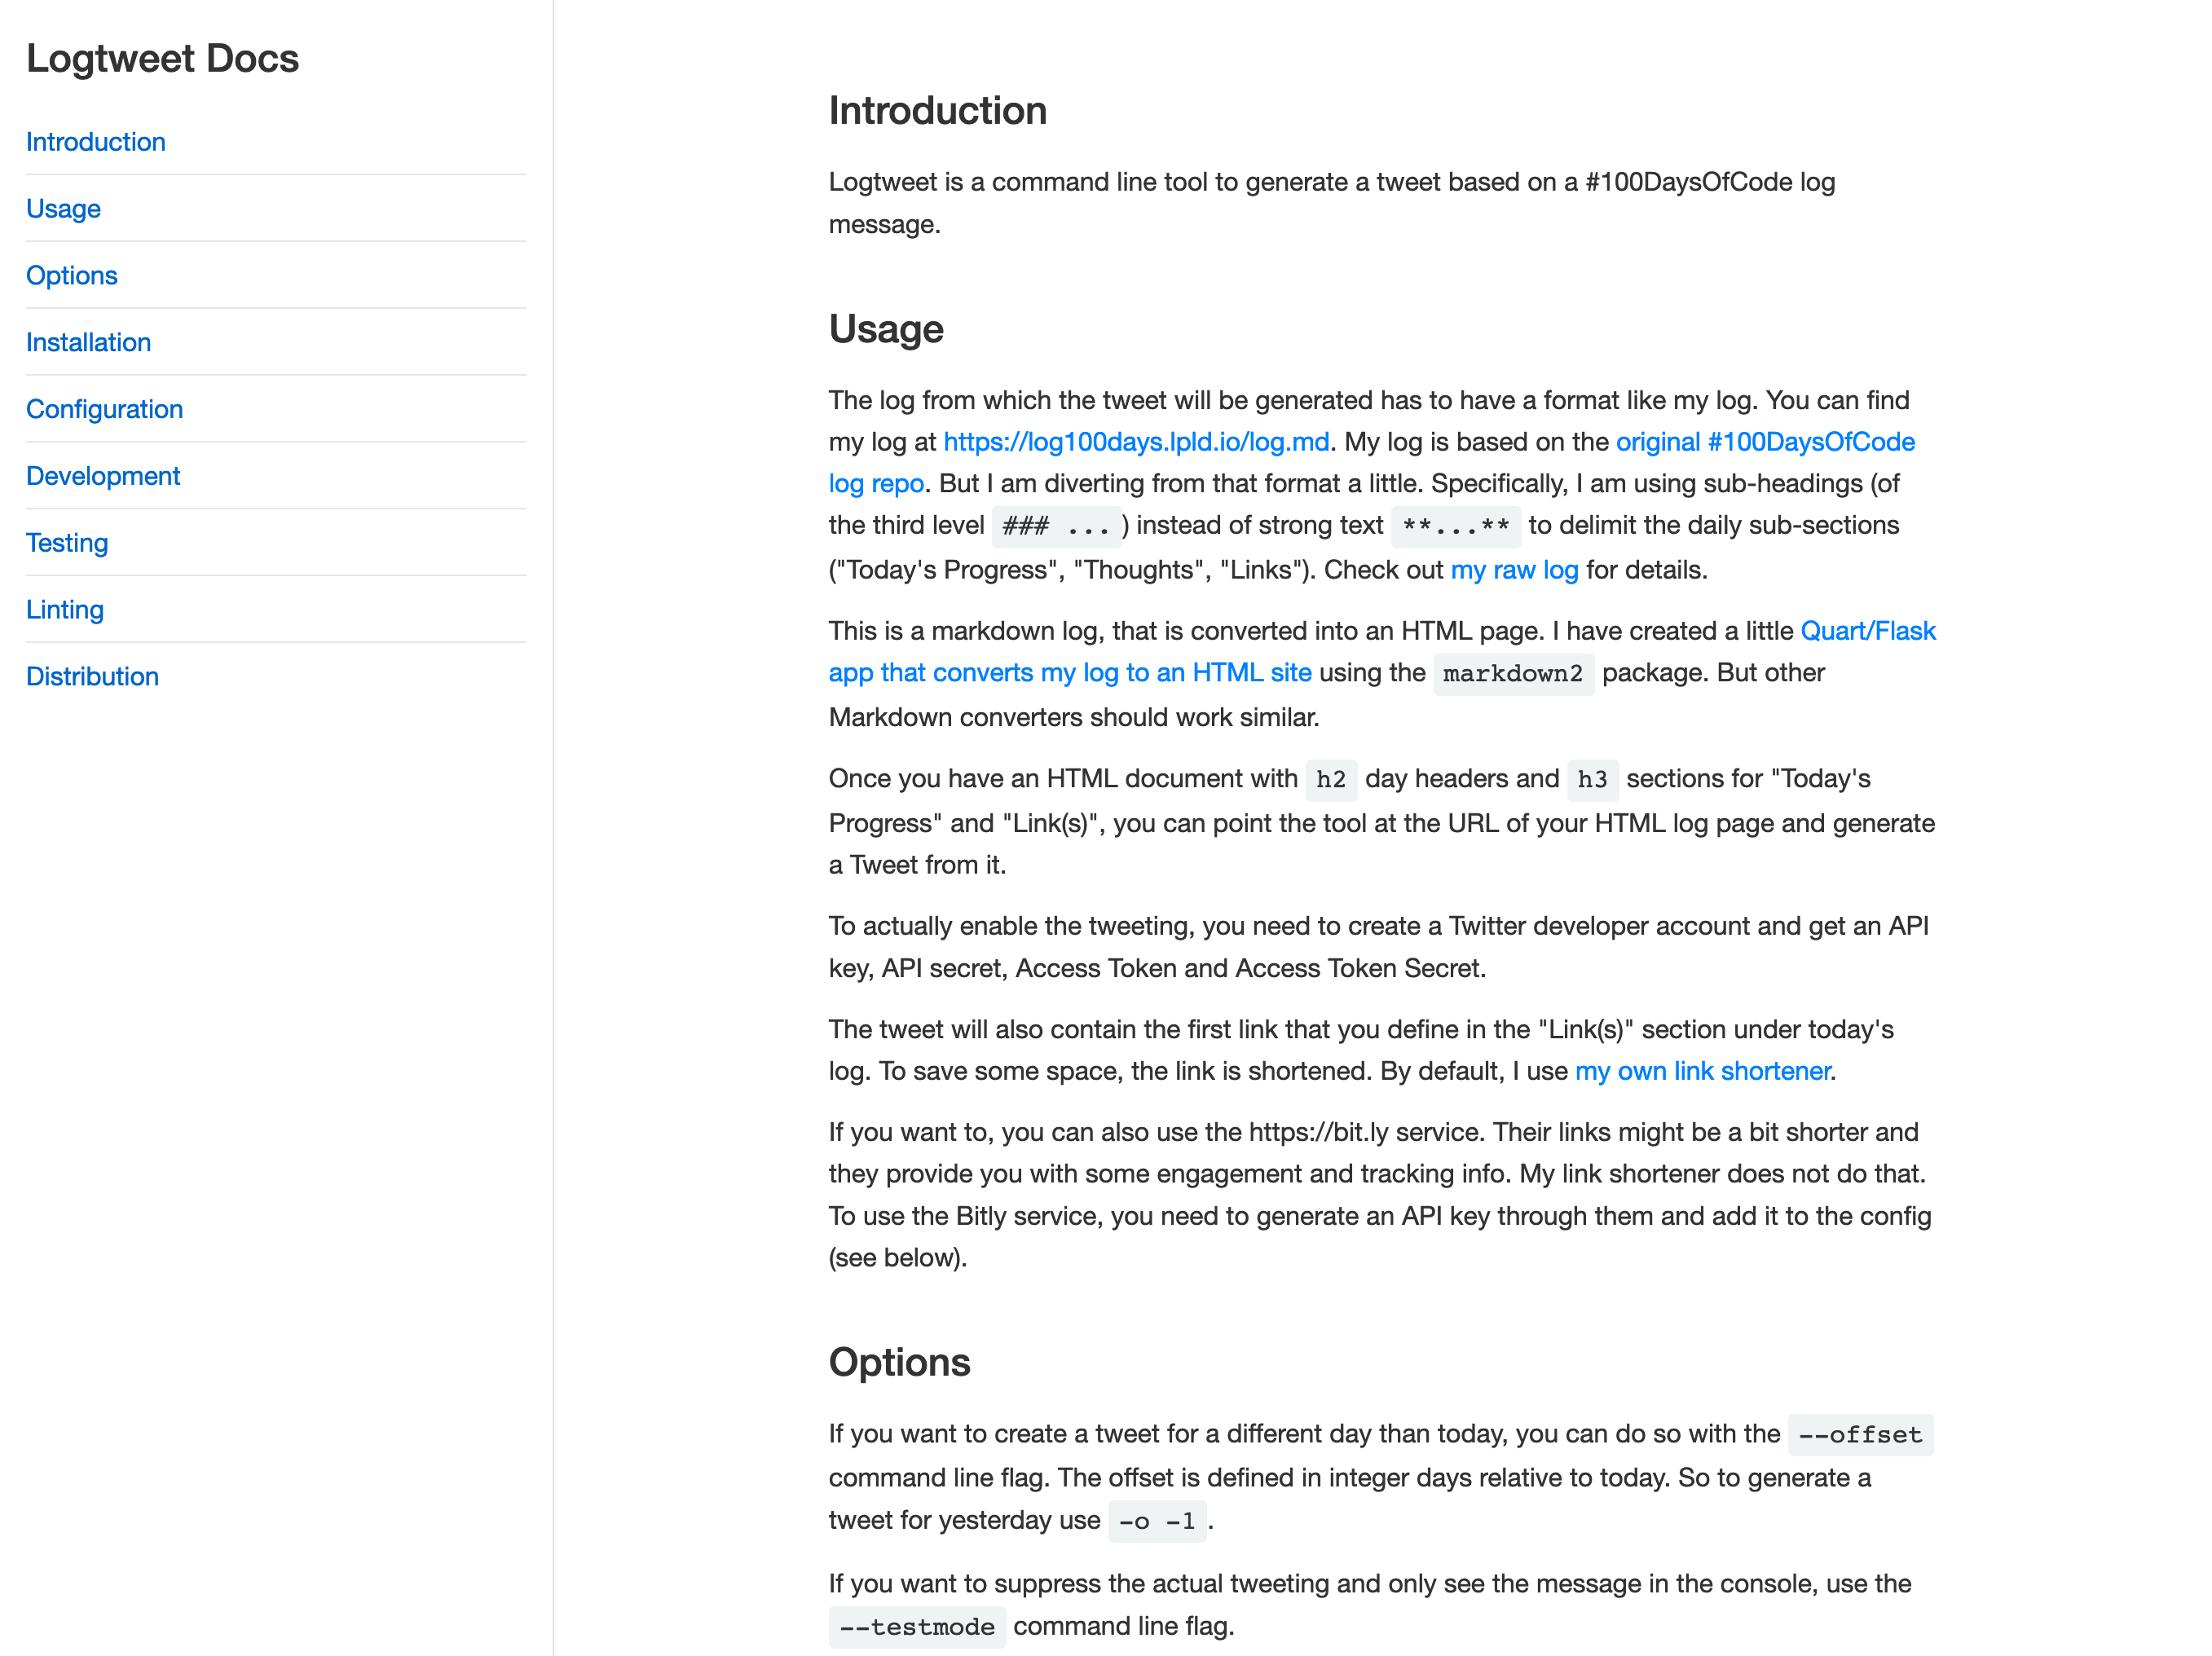 Logtweet Docs
Introduction
Usage
Options
Installation
Configuration
Development
Testing
Linting
Distribution
Introduction
Logtweet is a command line tool to generate a tweet based on a #100DaysOfCode log
message.
Usage
The log from which the tweet will be generated has to have a format like my log. You can find
my log at https://log100days.lpld.io/log.md. My log is based on the original #100DaysOfCode
log repo. But I am diverting from that format a little. Specifically, I am using sub-headings (of
the third level ### ... ) instead of strong text **...** to delimit the daily sub-sections
("Today's Progress", "Thoughts", "Links"). Check out my raw log for details.
This is a markdown log, that is converted into an HTML page. I have created a little Quart/Flask
app that converts my log to an HTML site using the markdown2 package. But other
Markdown converters should work similar.
Once you have an HTML document with h2 day headers and h3 sections for "Today's
Progress" and "Link(s)", you can point the tool at the URL of your HTML log page and generate
a Tweet from it.
To actually enable the tweeting, you need to create a Twitter developer account and get an API
key, API secret, Access Token and Access Token Secret.
The tweet will also contain the first link that you define in the "Link(s)" section under today's
log. To save some space, the link is shortened. By default, I use my own link shortener.
If you want to, you can also use the https://bit.ly service. Their links might be a bit shorter and
they provide you with some engagement and tracking info. My link shortener does not do that.
To use the Bitly service, you need to generate an API key through them and add it to the config
(see below).
Options
If you want to create a tweet for a different day than today, you can do so with the --offset
command line flag. The offset is defined in integer days relative to today. So to generate a
tweet for yesterday use -o -1 .
If you want to suppress the actual tweeting and only see the message in the console, use the
--testmode command line flag.